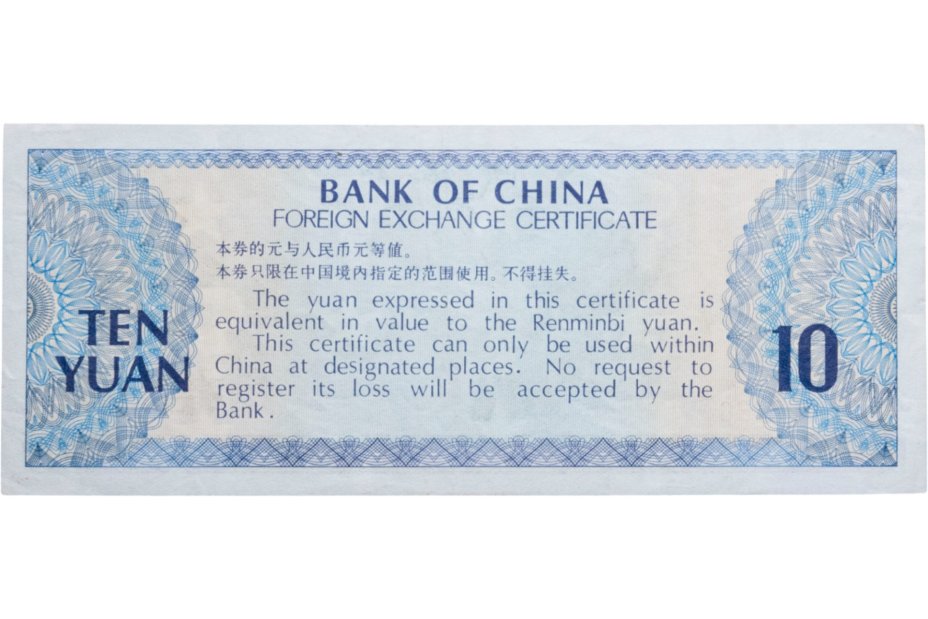 BANK OF CHINA
FOREIGN EXCHANGE CERTIFICATE
本券的元与人民币元等值。
本券只限在中国境内指定的范围使用。不得挂失。
The yuan expressed in this certificate is
equivalent in value to the Renminbi yuan.
This certificate can only be used within
China at designated places. No request to
register its loss will be accepted by the
Bank.
TEN
YUAN
10